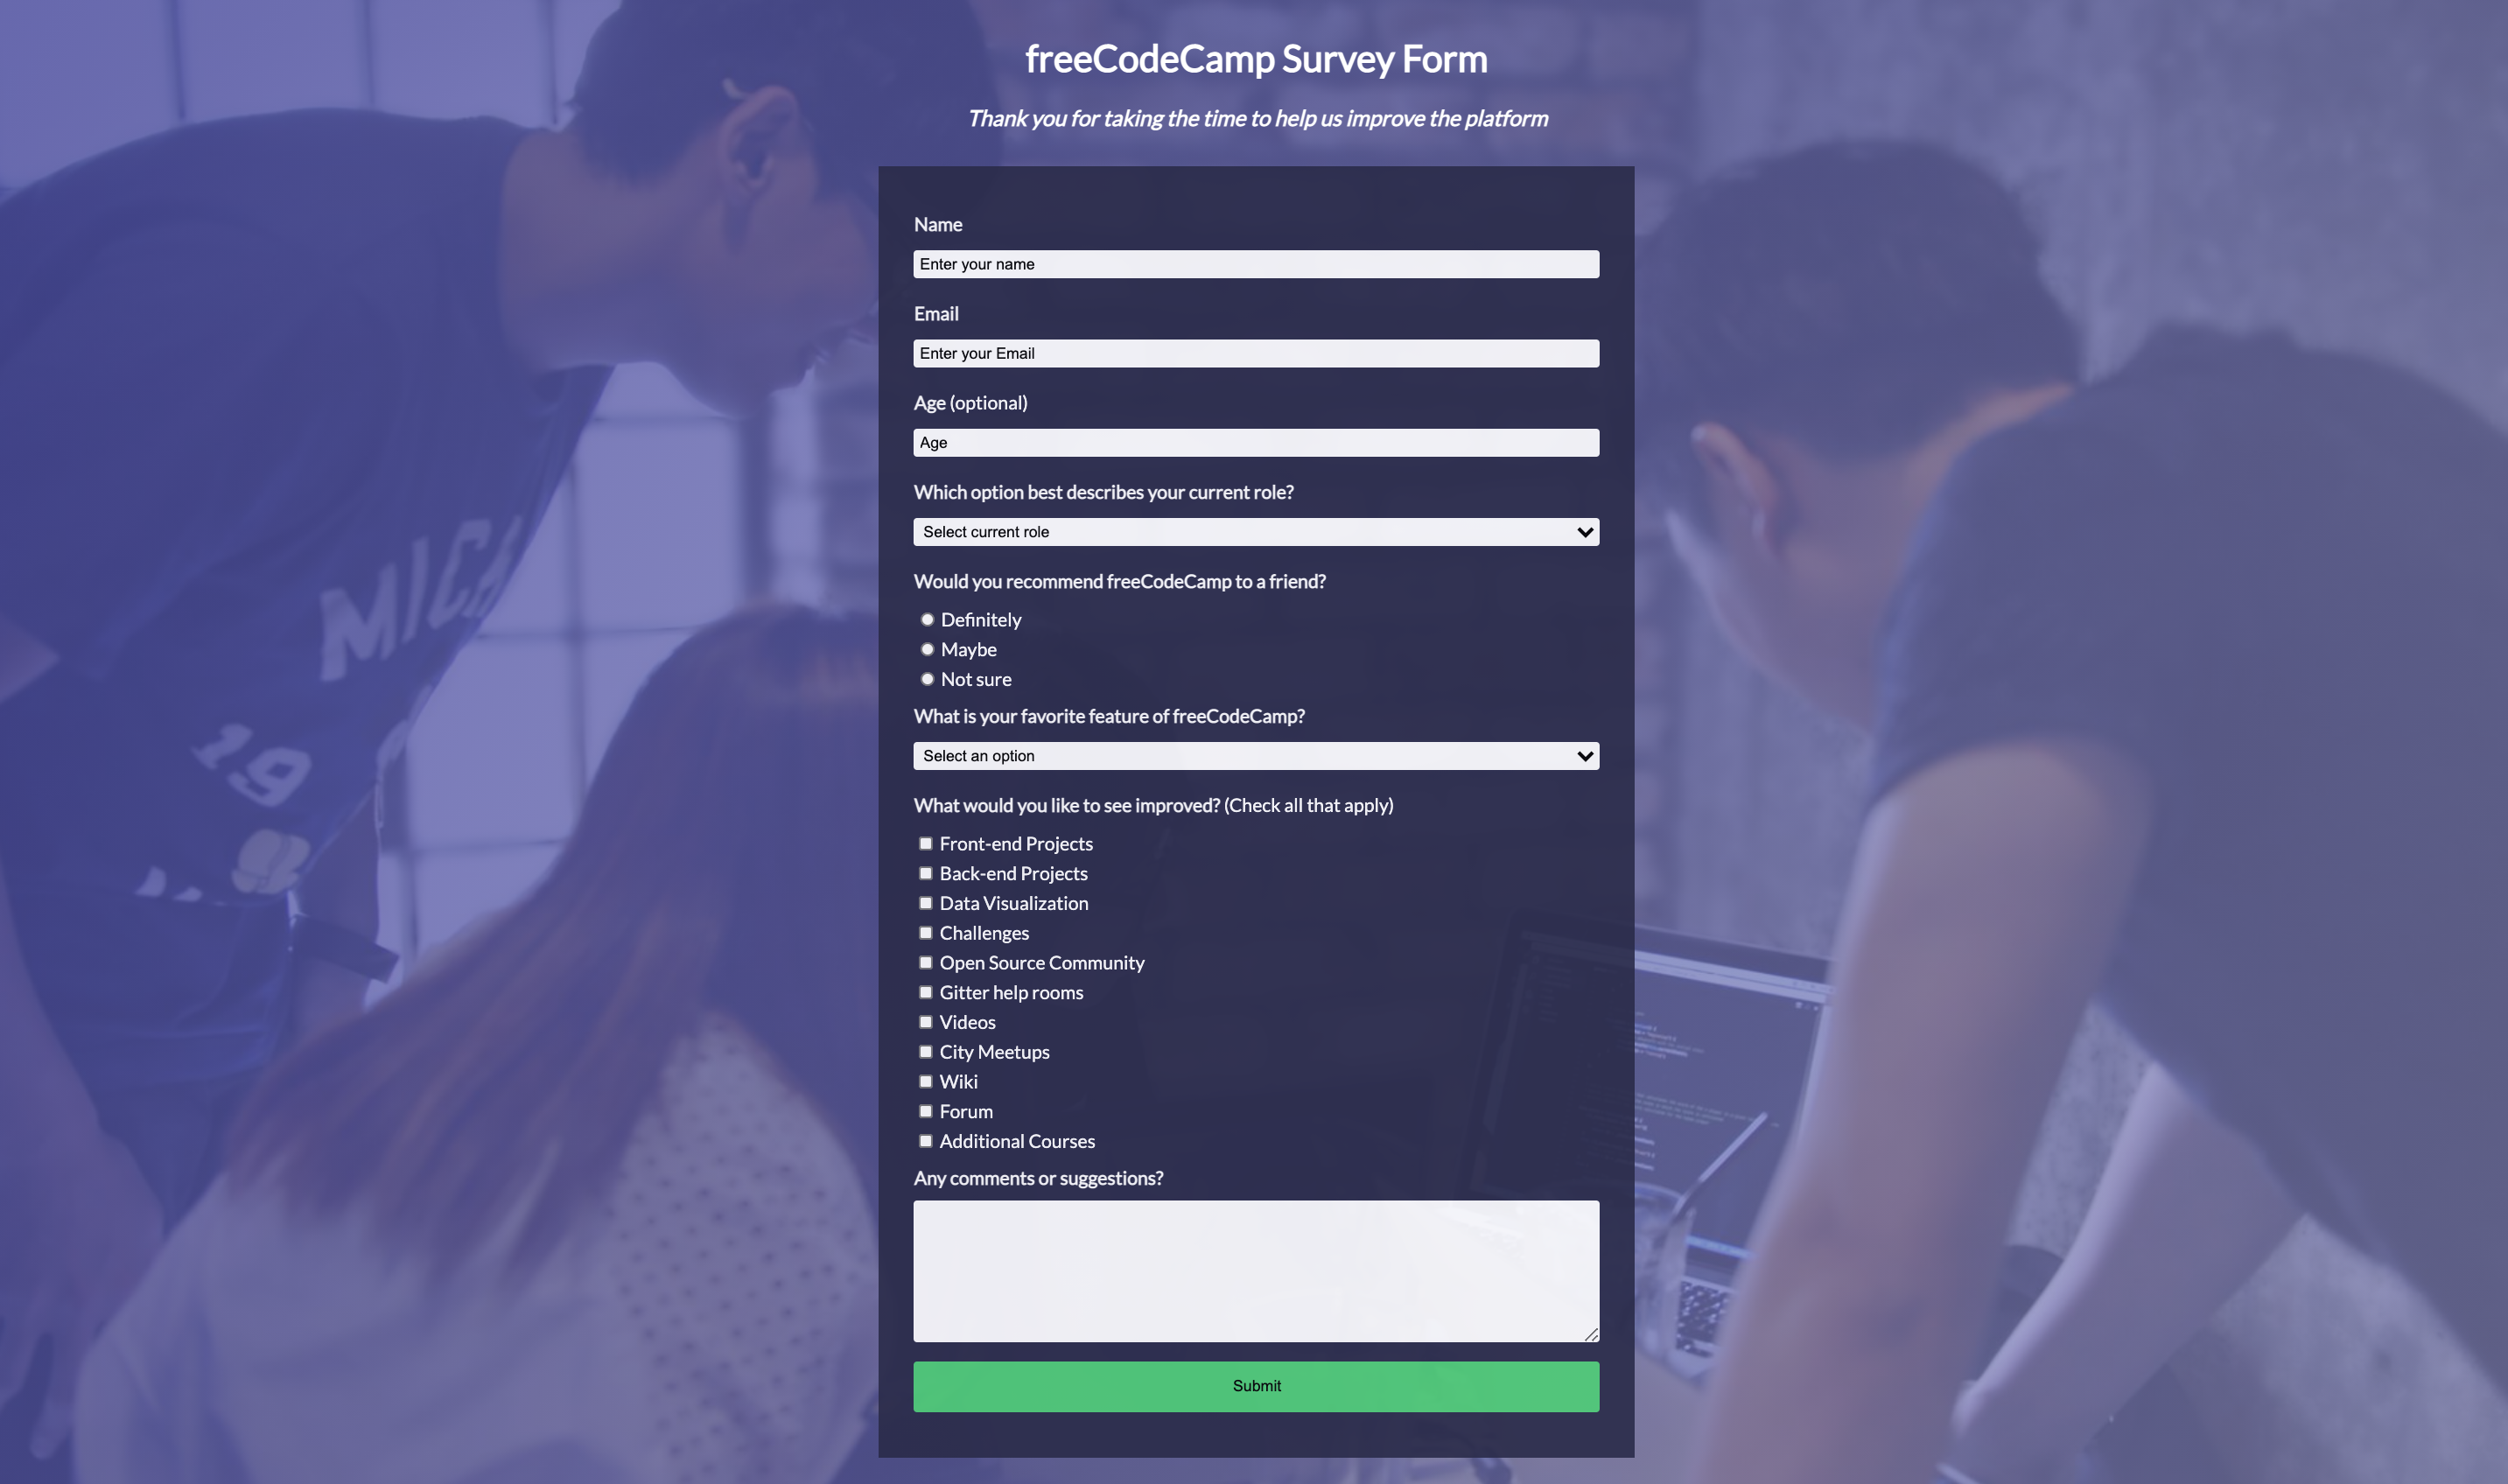 freeCodeCamp Survey Form
Thank you for taking the time to help us improve the platform
Name
Enter your name
Email
Enter your Email
Age (optional)
Age
Which option best describes your current role?
Select current role
Would you recommend freeCodeCamp to a friend?
Definitely
Maybe
Not sure
What is your favorite feature of freeCodeCamp?
Select an option
What would you like to see improved? (Check all that apply)
Front-end Projects
Back-end Projects
Data Visualization
Challenges
Open Source Community
Gitter help rooms
Videos
City Meetups
Wiki
Forum
Additional Courses
Any comments or suggestions?
Submit
19